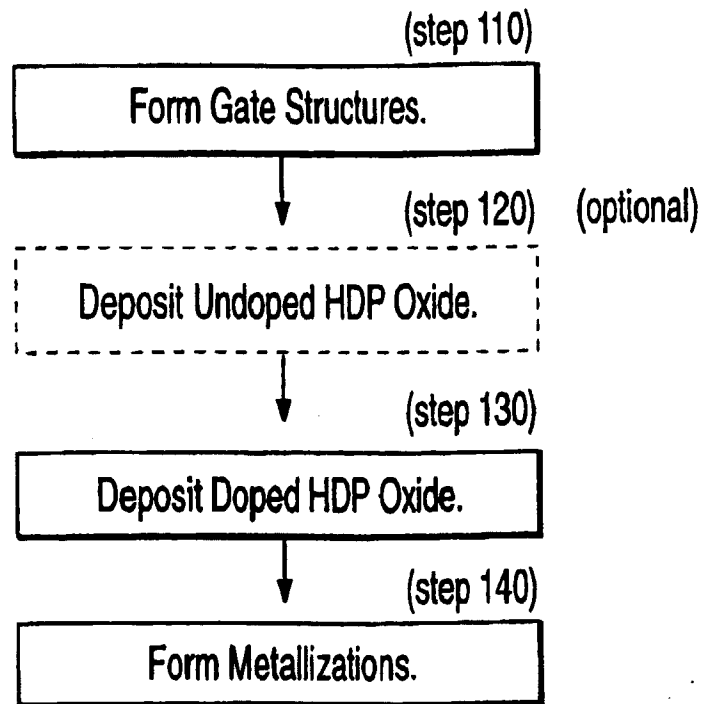 (step 110)
Form Gate Structures.
(step 120) (optional)
Deposit Undoped HDP Oxide.
(step 130)
Deposit Doped HDP Oxide.
(step 140)
Form Metallizations.